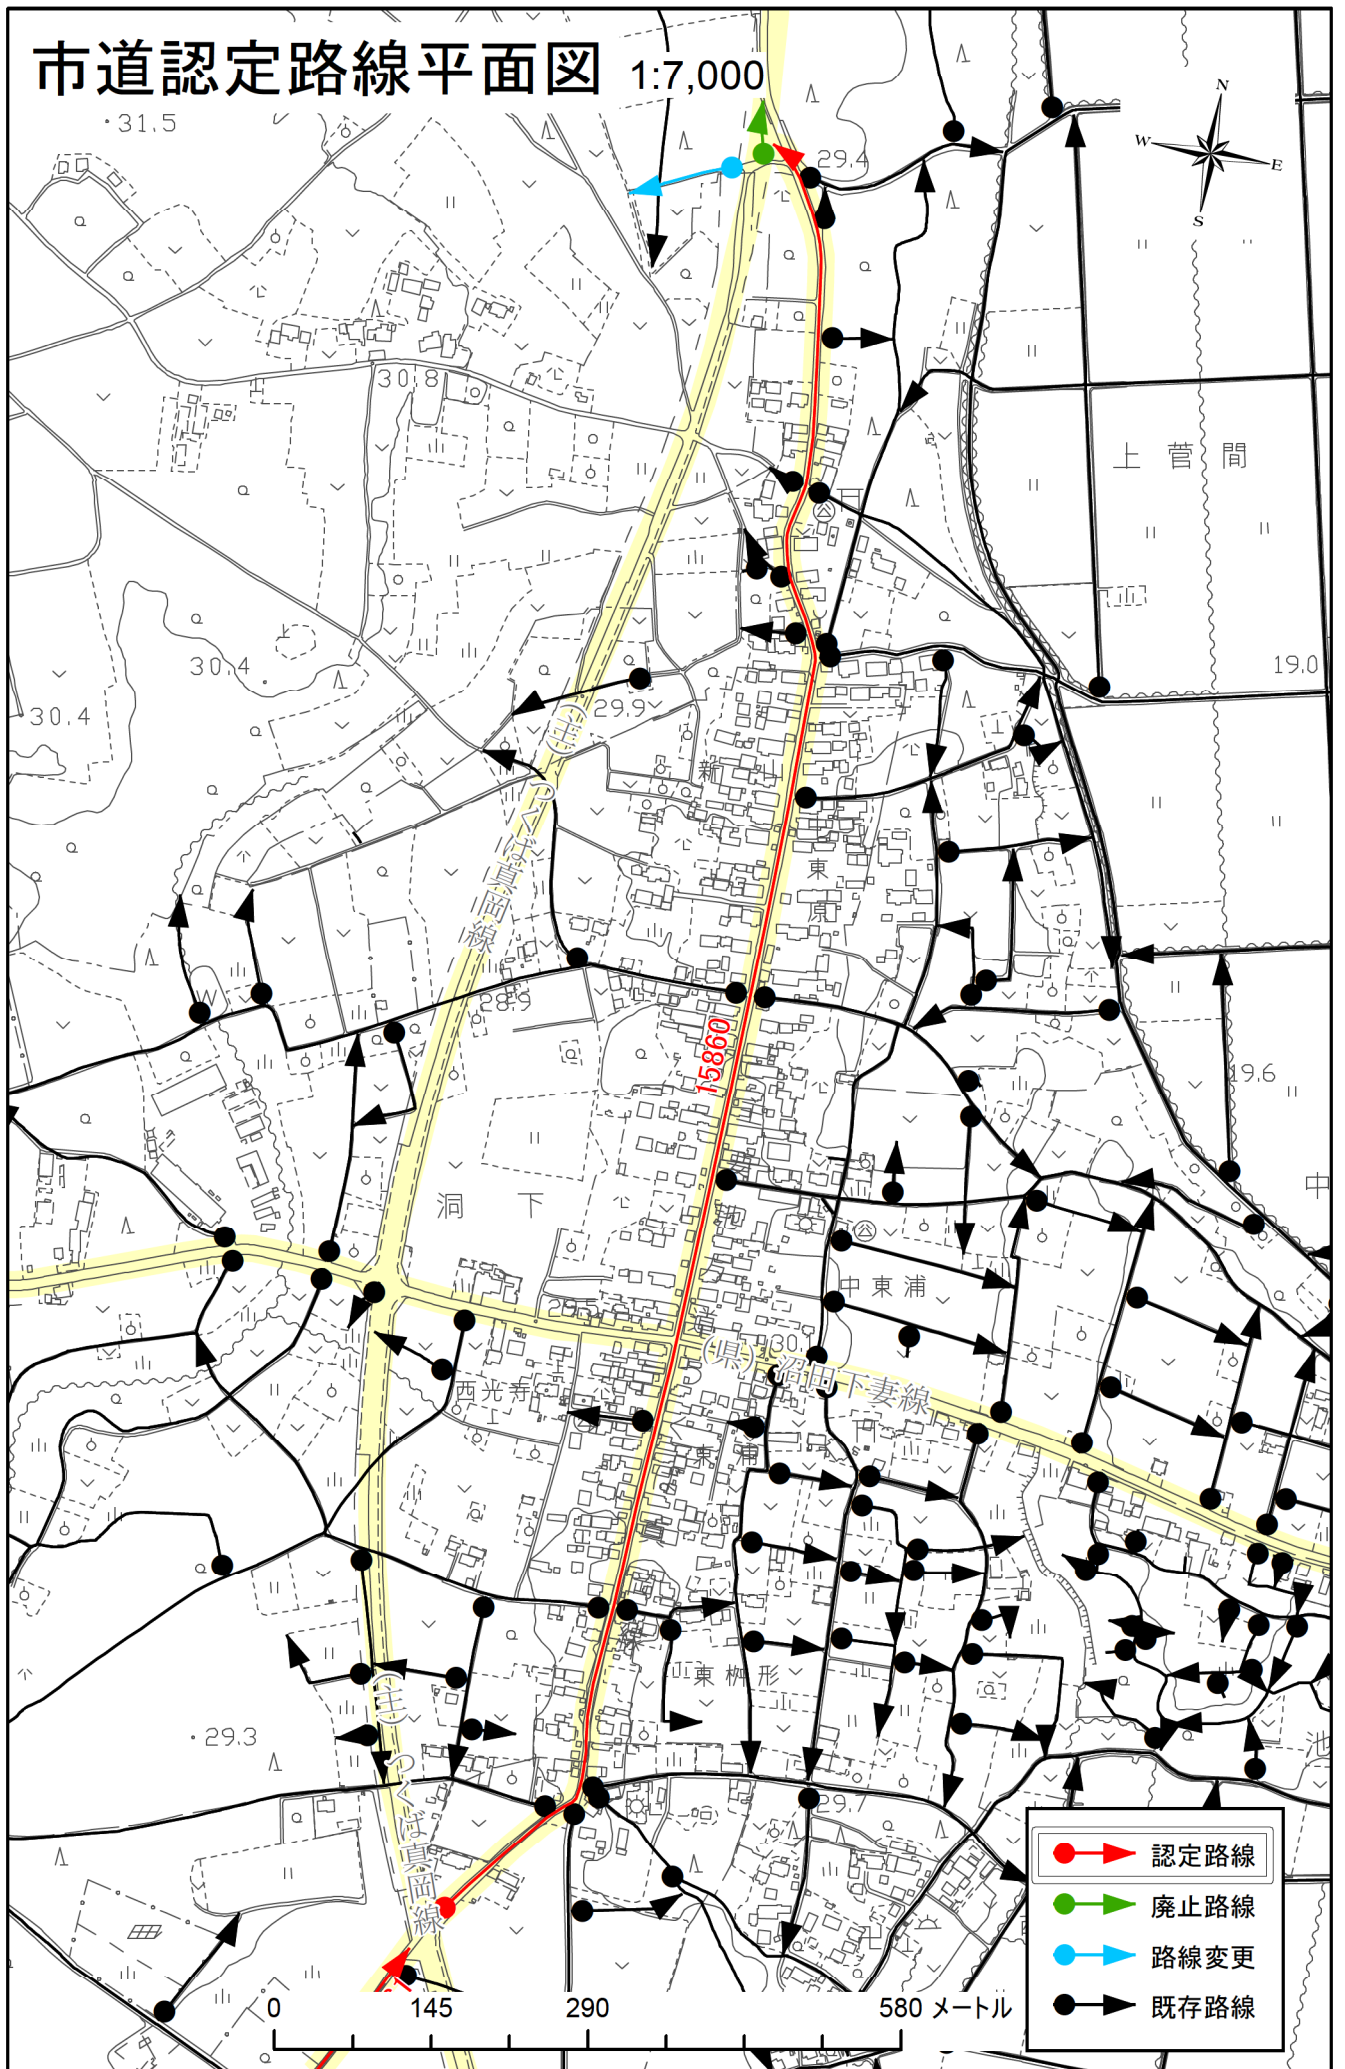 市道認定路線平面図 1:7,000
31.5
29.4
N
W
E
S
30.8
上菅間
30.4
30.4
29.9
19.0
(主)つくば真岡線
新
東原
28.9
15860
19.6
中
洞下
中東浦
29.5
30
道
(県)沼田下妻線
西光寺
東浦
線
東桝形
29.3
(主)つくば真岡線
29
認定路線
廃止路線
路線変更
既存路線
0 145 290 580 メートル